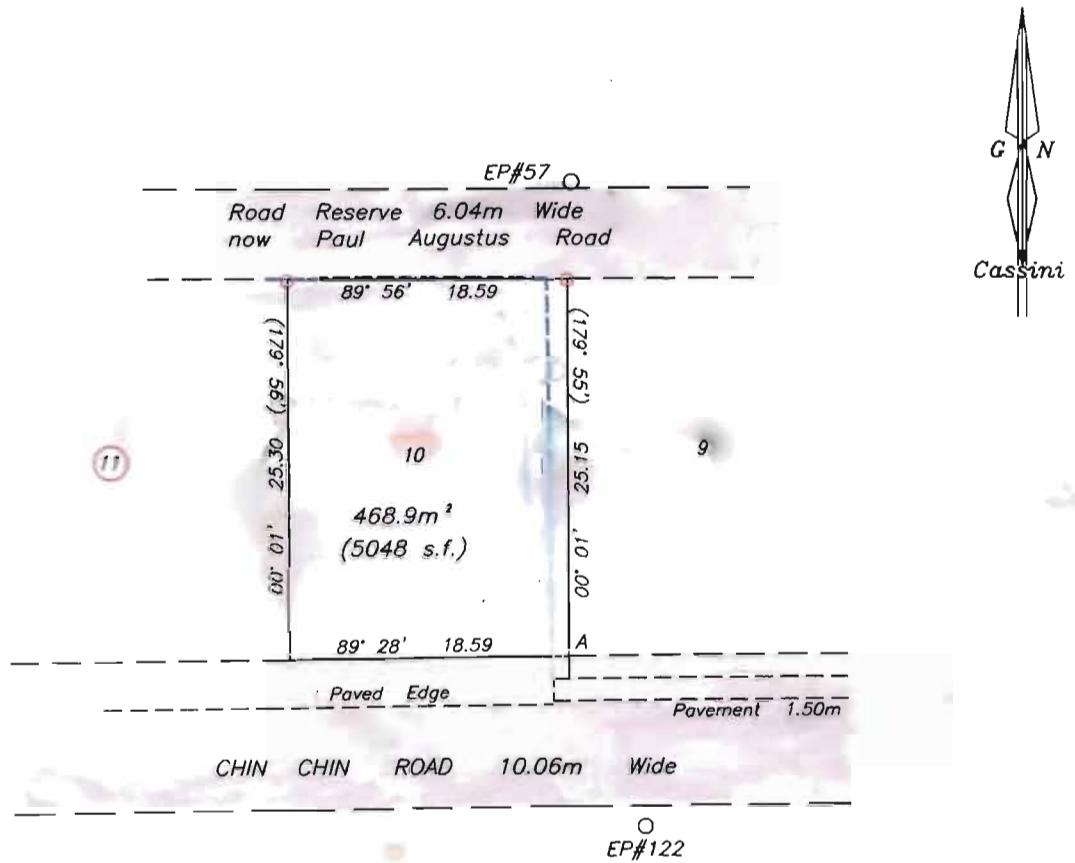 G N
Cassini
EP#57
Road Reserve 6.04m Wide
now Paul Augustus Road
89° 56' 18.59
(179. 56')
25.30
00° 01'
(179. 55')
25.15
00° 01'
11
10
9
468.9m²
(5048 s.f.)
89° 28' 18.59
A
Paved Edge
Pavement 1.50m
CHIN CHIN ROAD 10.06m Wide
EP#122